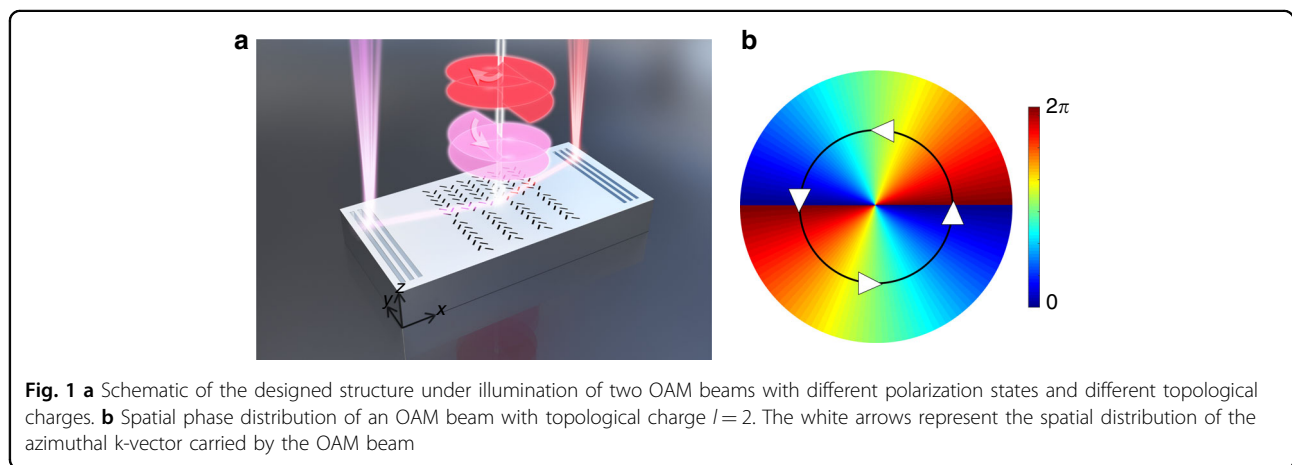 a
b
2π
0
z
y
x
Fig. 1 a Schematic of the designed structure under illumination of two OAM beams with different polarization states and different topological
charges. b Spatial phase distribution of an OAM beam with topological charge l = 2. The white arrows represent the spatial distribution of the
azimuthal k-vector carried by the OAM beam